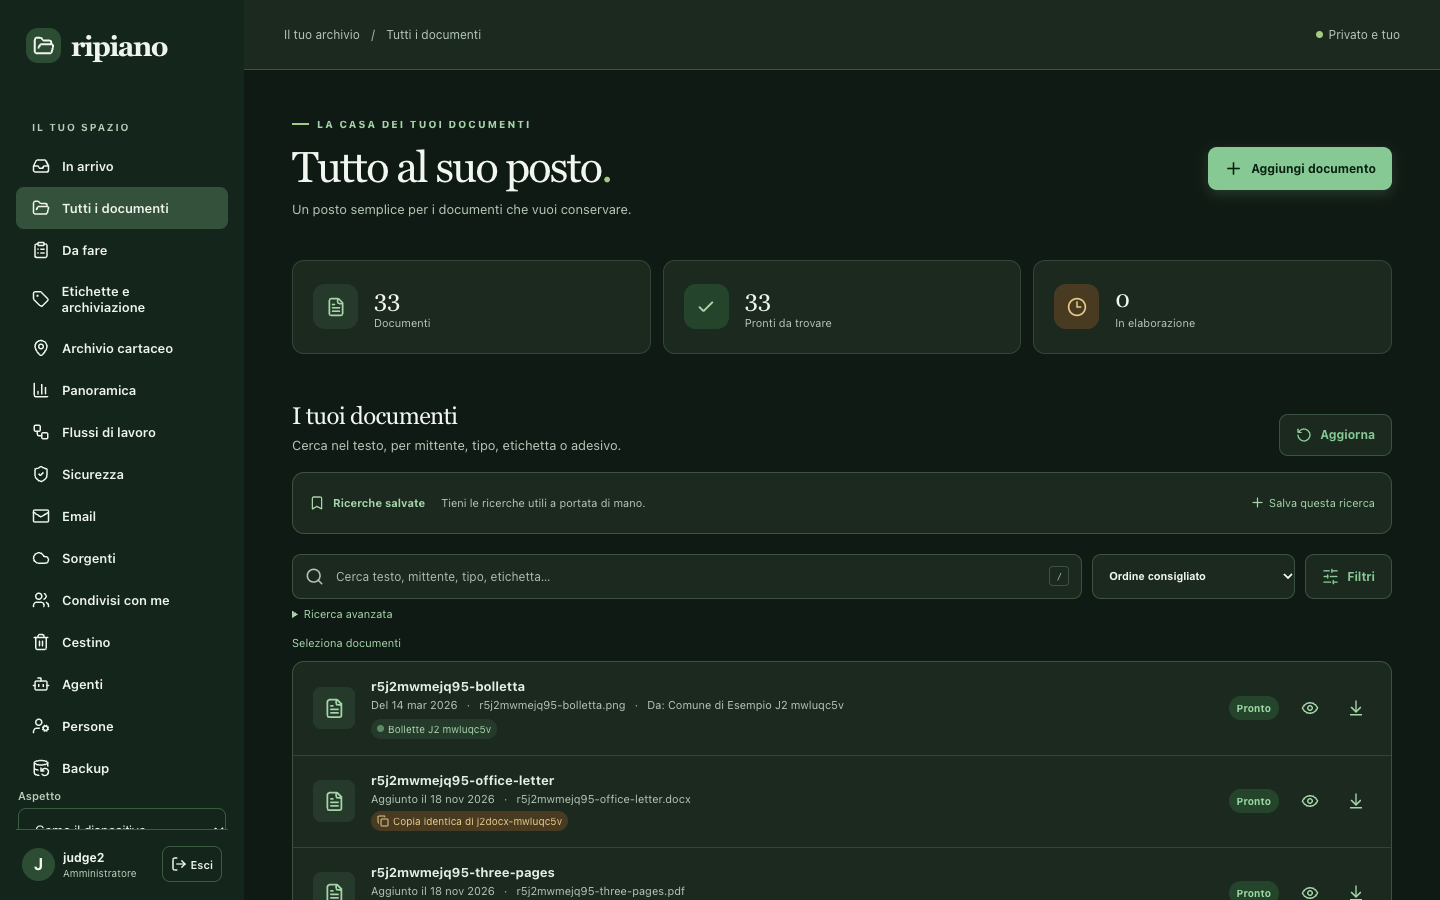 ripiano
Il tuo archivio / Tutti i documenti
Privato e tuo
IL TUO SPAZIO
In arrivo
Tutti i documenti
Da fare
Etichette e
archiviazione
Archivio cartaceo
Panoramica
Flussi di lavoro
Sicurezza
Email
Sorgenti
Condivisi con me
Cestino
Agenti
Persone
Backup
Aspetto
Come il dispositivo
J
judge2
Amministratore
Esci
LA CASA DEI TUOI DOCUMENTI
Tutto al suo posto.
Un posto semplice per i documenti che vuoi conservare.
Aggiungi documento
33
Documenti
33
Pronti da trovare
0
In elaborazione
I tuoi documenti
Cerca nel testo, per mittente, tipo, etichetta o adesivo.
Aggiorna
Ricerche salvate Tieni le ricerche utili a portata di mano.
Salva questa ricerca
Cerca testo, mittente, tipo, etichetta... /
Ordine consigliato
Filtri
Ricerca avanzata
Seleziona documenti
r5j2mwmejq95-bolletta
Del 14 mar 2026 · r5j2mwmejq95-bolletta.png · Da: Comune di Esempio J2 mwluqc5v
Bollette J2 mwluqc5v
Pronto
r5j2mwmejq95-office-letter
Aggiunto il 18 nov 2026 · r5j2mwmejq95-office-letter.docx
Copia identica di j2docx-mwluqc5v
Pronto
r5j2mwmejq95-three-pages
Aggiunto il 18 nov 2026 · r5j2mwmejq95-three-pages.pdf
Pronto